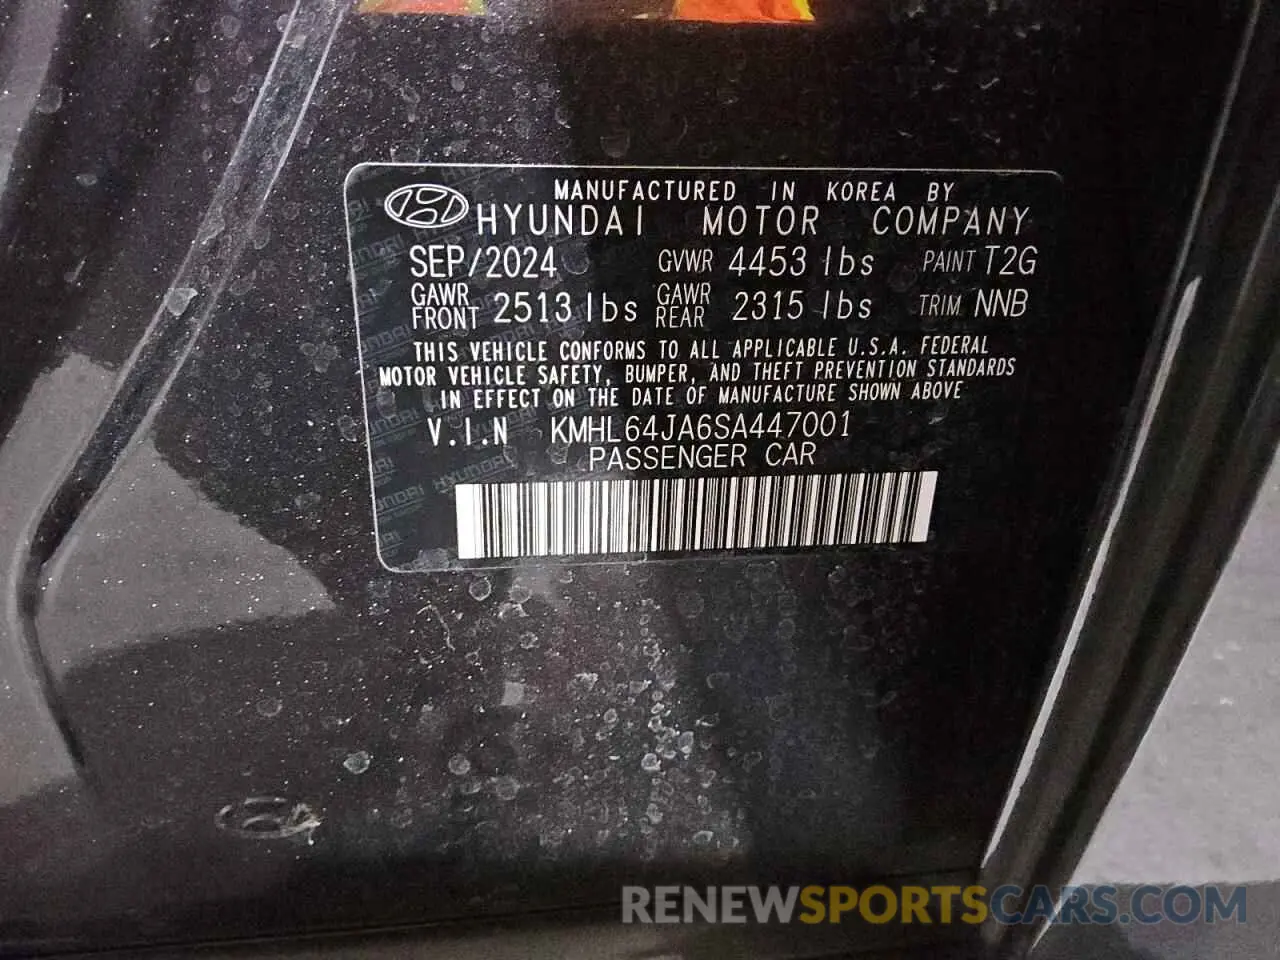 MANUFACTURED IN KOREA BY
HYUNDAI MOTOR COMPANY
SEP/2024 GVWR 4453 lbs PAINT T2G
GAWR FRONT 2513 lbs GAWR REAR 2315 lbs TRIM NNB
THIS VEHICLE CONFORMS TO ALL APPLICABLE U.S.A. FEDERAL
MOTOR VEHICLE SAFETY, BUMPER, AND THEFT PREVENTION STANDARDS
IN EFFECT ON THE DATE OF MANUFACTURE SHOWN ABOVE
V.I.N KMHL64JA6SA447001
PASSENGER CAR
RENEWSPORTSCARS.COM